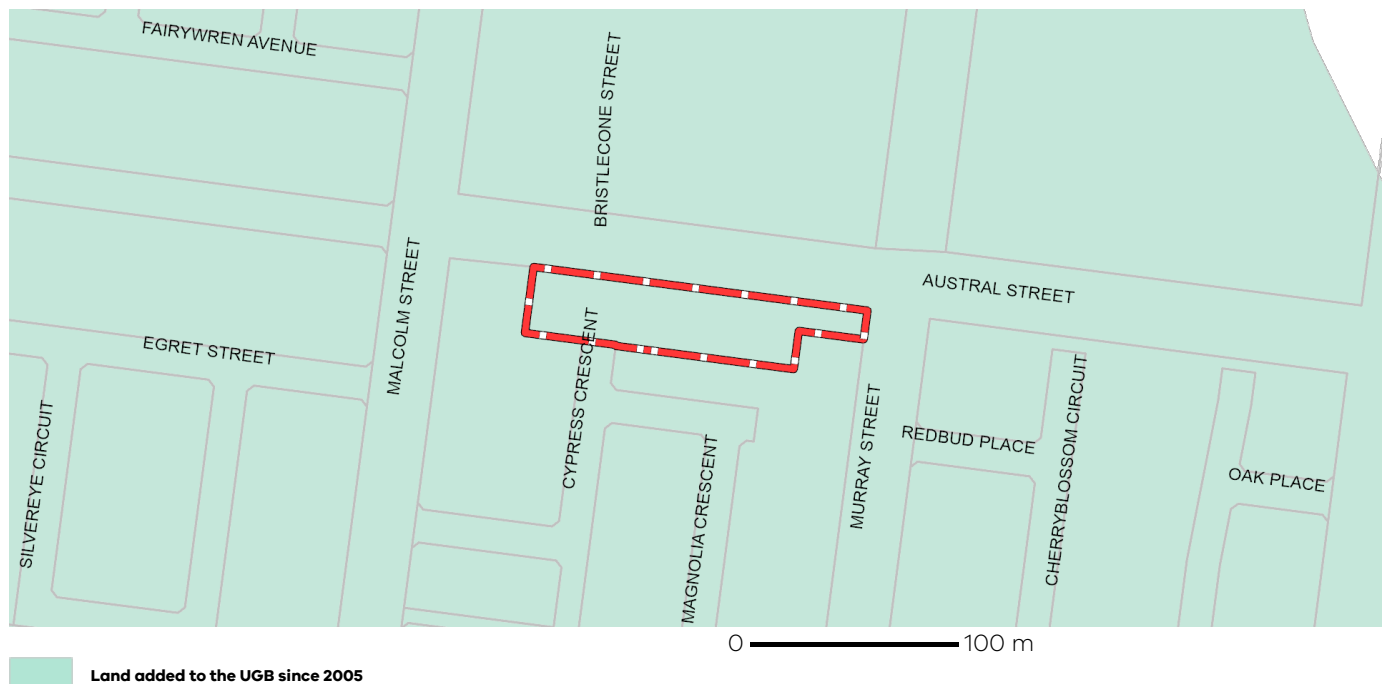 FAIRYWREN AVENUE
BRISTLECONE STREET
MALCOLM STREET
AUSTRAL STREET
EGRET STREET
CYPRESS CRESCENT
SILVEREYE CIRCUIT
MURRAY STREET
REDBUD PLACE
CHERRYBLOSSOM CIRCUIT
MAGNOLIA CRESCENT
OAK PLACE
0 100 m
Land added to the UGB since 2005